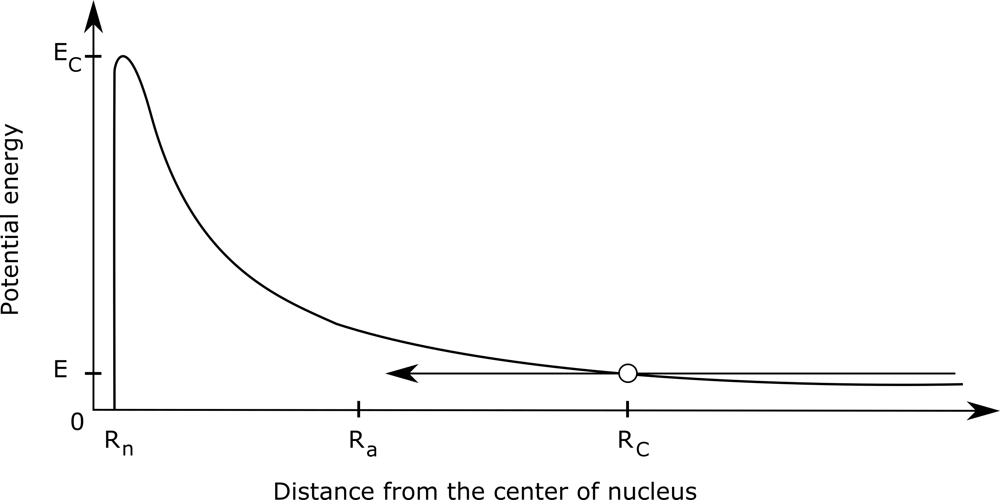 E_C
Potential energy
E
0
R_n
R_a
R_C
Distance from the center of nucleus